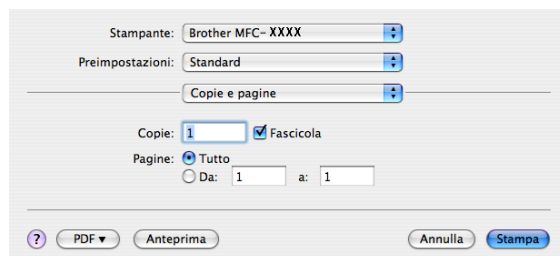 Stampante: Brother MFC-XXXX
Preimpostazioni: Standard
Copie e pagine
Copie: 1 Fascicola
Pagine: Tutto
Da: 1 a: 1
? PDF ▼ Anteprima Annulla Stampa